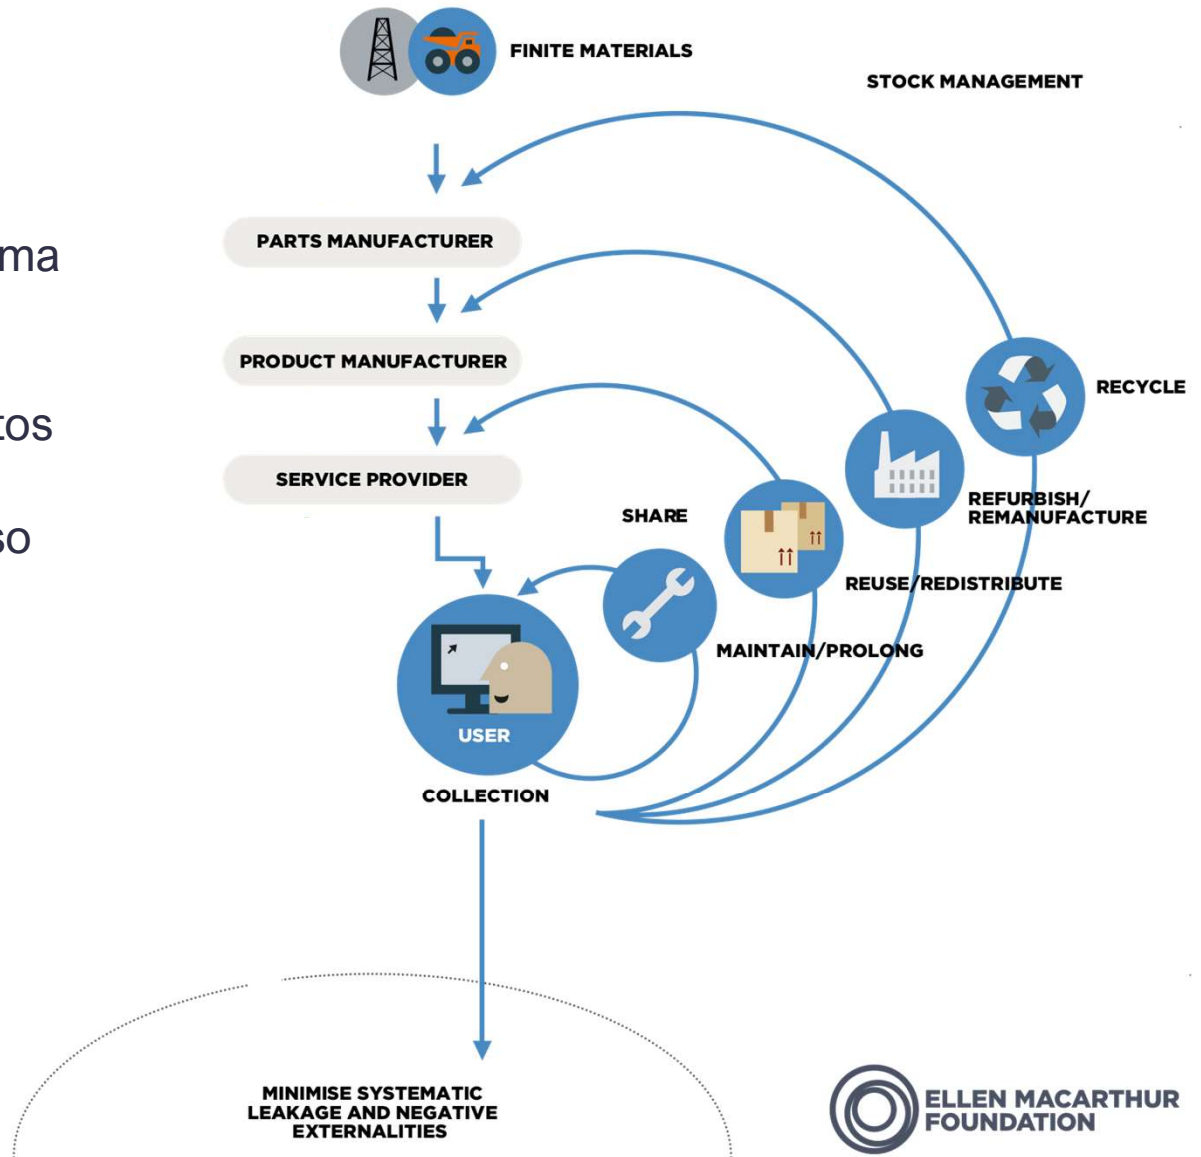 FINITE MATERIALS
STOCK MANAGEMENT
PARTS MANUFACTURER
ma
PRODUCT MANUFACTURER
RECYCLE
tos
SERVICE PROVIDER
REFURBISH/
REMANUFACTURE
SHARE
so
REUSE/REDISTRIBUTE
MAINTAIN/PROLONG
USER
COLLECTION
MINIMISE SYSTEMATIC
LEAKAGE AND NEGATIVE
EXTERNALITIES
ELLEN MACARTHUR
FOUNDATION